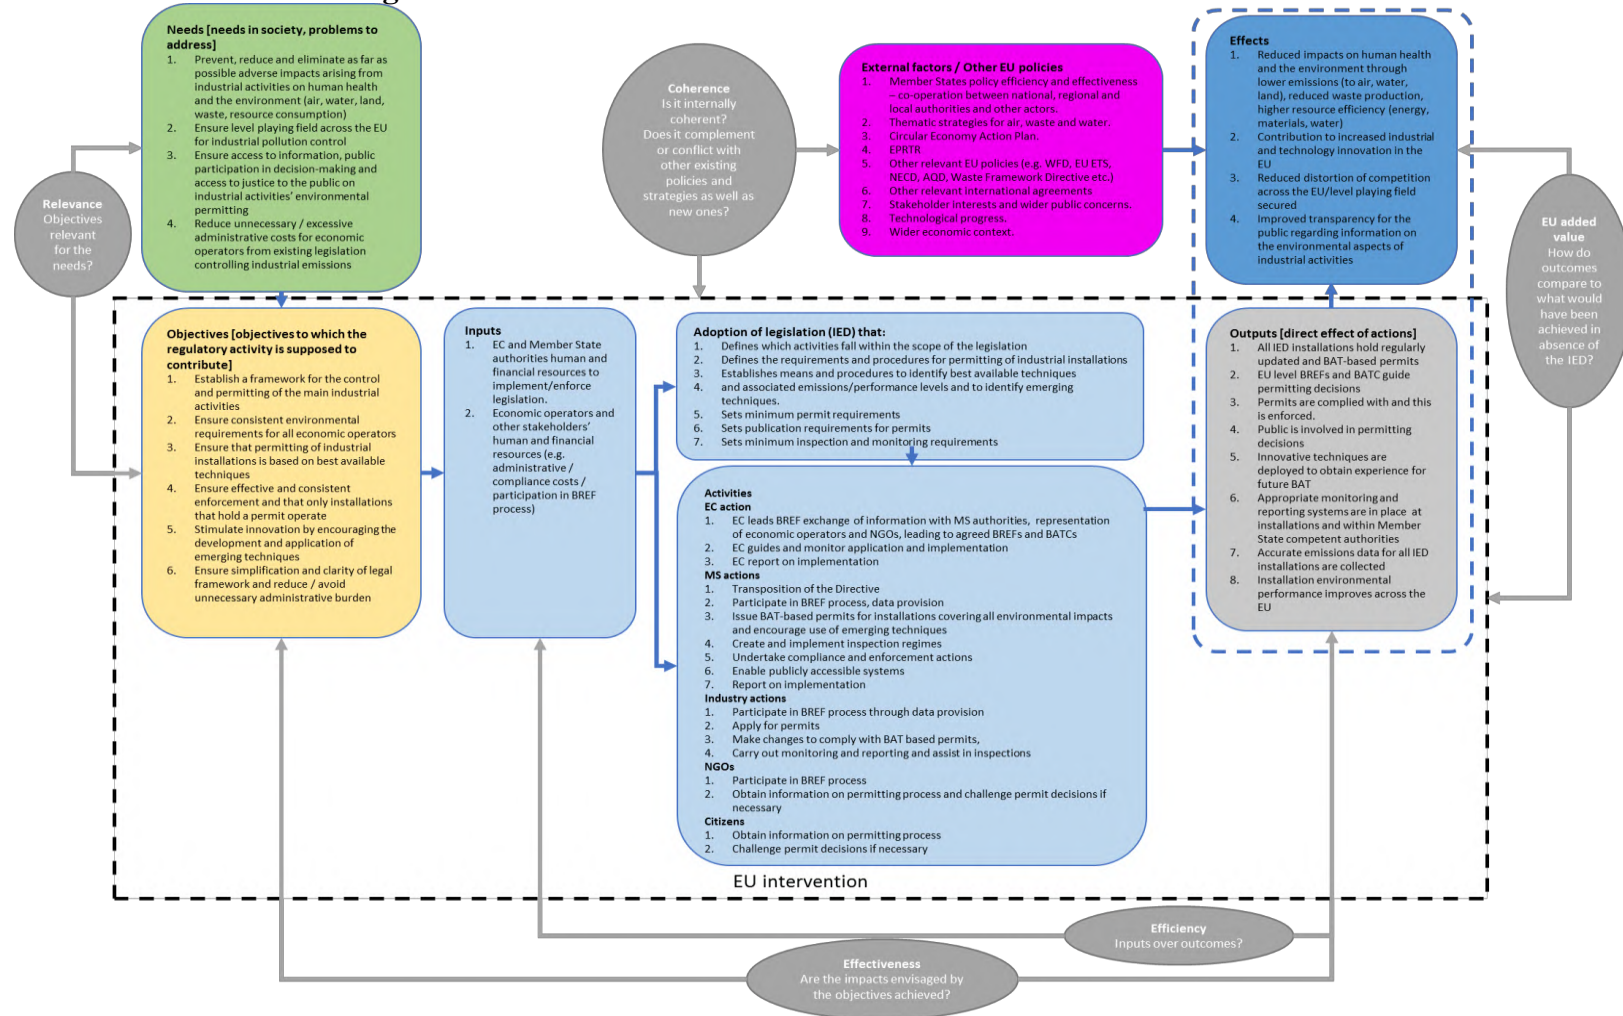 Needs [needs in society, problems to
address]
1. Prevent, reduce and eliminate as far as
possible adverse impacts arising from
industrial activities on human health
and the environment (air, water, land,
waste, resource consumption)
2. Ensure level playing field across the EU
for industrial pollution control
3. Ensure access to information, public
participation in decision-making and
access to justice to the public on
industrial activities' environmental
permitting
4. Reduce unnecessary / excessive
administrative costs for economic
operators from existing legislation
controlling industrial emissions
Coherence
Is it internally
coherent?
Does it complement
or conflict with
other existing
policies and
strategies as well as
new ones?
External factors / Other EU policies
1. Member States policy efficiency and effectiveness
– co-operation between national, regional and
local authorities and other actors.
2. Thematic strategies for air, waste and water.
3. Circular Economy Action Plan.
4. EPRTR
5. Other relevant EU policies (e.g. WFD, EU ETS,
NECD, AQD, Waste Framework Directive etc.)
6. Other relevant international agreements
7. Stakeholder interests and wider public concerns.
8. Technological progress.
9. Wider economic context.
Effects
1. Reduced impacts on human health
and the environment through
lower emissions (to air, water,
land), reduced waste production,
higher resource efficiency (energy,
materials, water)
2. Contribution to increased industrial
and technology innovation in the
EU
3. Reduced distortion of competition
across the EU/level playing field
secured
4. Improved transparency for the
public regarding information on
the environmental aspects of
industrial activities
Relevance
Objectives
relevant
for the
needs?
EU added
value
How do
outcomes
compare to
what would
have been
achieved in
absence of
the IED?
Objectives [objectives to which the
regulatory activity is supposed to
contribute]
1. Establish a framework for the control
and permitting of the main industrial
activities
2. Ensure consistent environmental
requirements for all economic operators
3. Ensure that permitting of industrial
installations is based on best available
techniques
4. Ensure effective and consistent
enforcement and that only installations
that hold a permit operate
5. Stimulate innovation by encouraging the
development and application of
emerging techniques
6. Ensure simplification and clarity of legal
framework and reduce / avoid
unnecessary administrative burden
Inputs
1. EC and Member State
authorities human and
financial resources to
implement/enforce
legislation.
2. Economic operators and
other stakeholders'
human and financial
resources (e.g.
administrative /
compliance costs /
participation in BREF
process)
Adoption of legislation (IED) that:
1. Defines which activities fall within the scope of the legislation
2. Defines the requirements and procedures for permitting of industrial installations
3. Establishes means and procedures to identify best available techniques
4. and associated emissions/performance levels and to identify emerging
techniques.
5. Sets minimum permit requirements
6. Sets publication requirements for permits
7. Sets minimum inspection and monitoring requirements
Activities
EC action
1. EC leads BREF exchange of information with MS authorities, representation
of economic operators and NGOs, leading to agreed BREFs and BATCs
2. EC guides and monitor application and implementation
3. EC report on implementation
MS actions
1. Transposition of the Directive
2. Participate in BREF process, data provision
3. Issue BAT-based permits for installations covering all environmental impacts
and encourage use of emerging techniques
4. Create and implement inspection regimes
5. Undertake compliance and enforcement actions
6. Enable publicly accessible systems
7. Report on implementation
Industry actions
1. Participate in BREF process through data provision
2. Apply for permits
3. Make changes to comply with BAT based permits,
4. Carry out monitoring and reporting and assist in inspections
NGOs
1. Participate in BREF process
2. Obtain information on permitting process and challenge permit decisions if
necessary
Citizens
1. Obtain information on permitting process
2. Challenge permit decisions if necessary
Outputs [direct effect of actions]
1. All IED installations hold regularly
updated and BAT-based permits
2. EU level BREFs and BATC guide
permitting decisions
3. Permits are complied with and this
is enforced.
4. Public is involved in permitting
decisions
5. Innovative techniques are
deployed to obtain experience for
future BAT
6. Appropriate monitoring and
reporting systems are in place at
installations and within Member
State competent authorities
7. Accurate emissions data for all IED
installations are collected
8. Installation environmental
performance improves across the
EU
EU intervention
Efficiency
Inputs over outcomes?
Effectiveness
Are the impacts envisaged by
the objectives achieved?